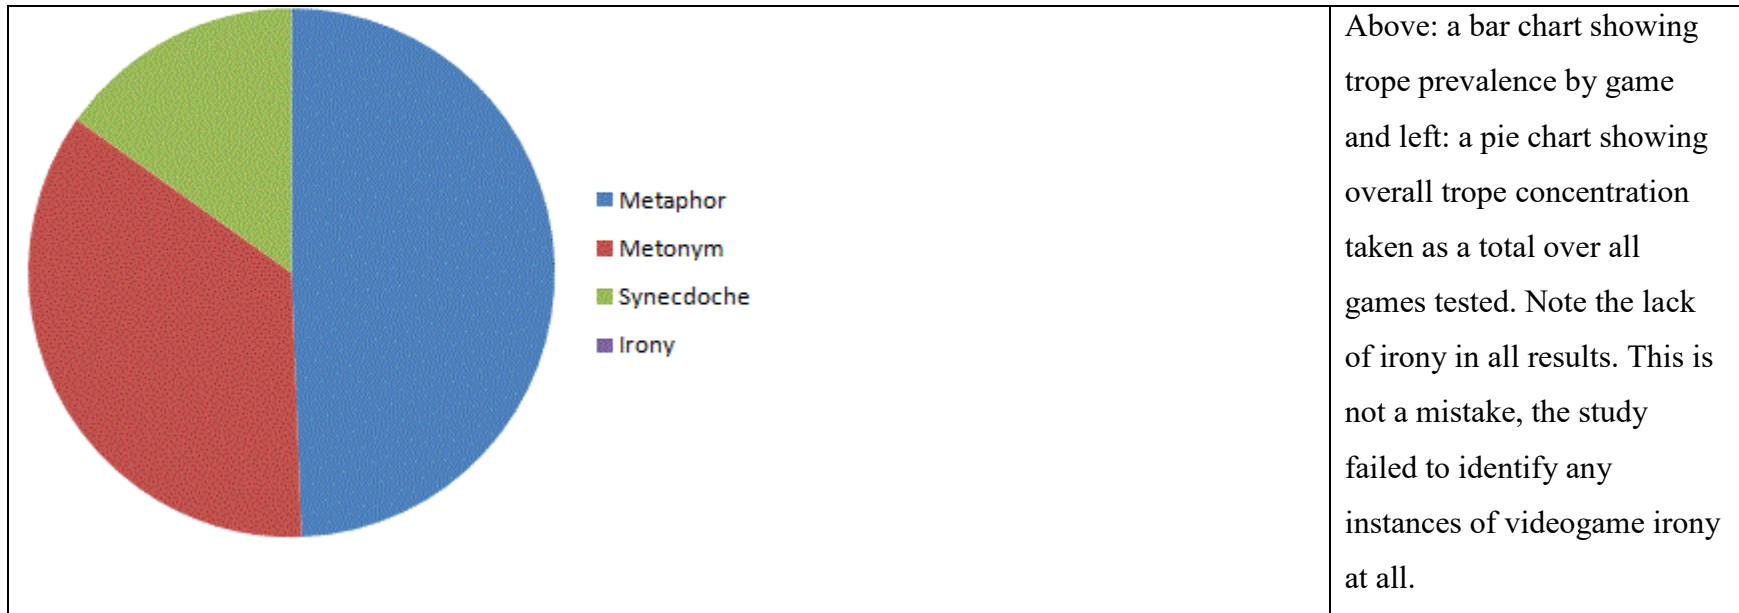 Metaphor
Metonym
Synecdoche
Irony
Above: a bar chart showing
trope prevalence by game
and left: a pie chart showing
overall trope concentration
taken as a total over all
games tested. Note the lack
of irony in all results. This is
not a mistake, the study
failed to identify any
instances of videogame irony
at all.